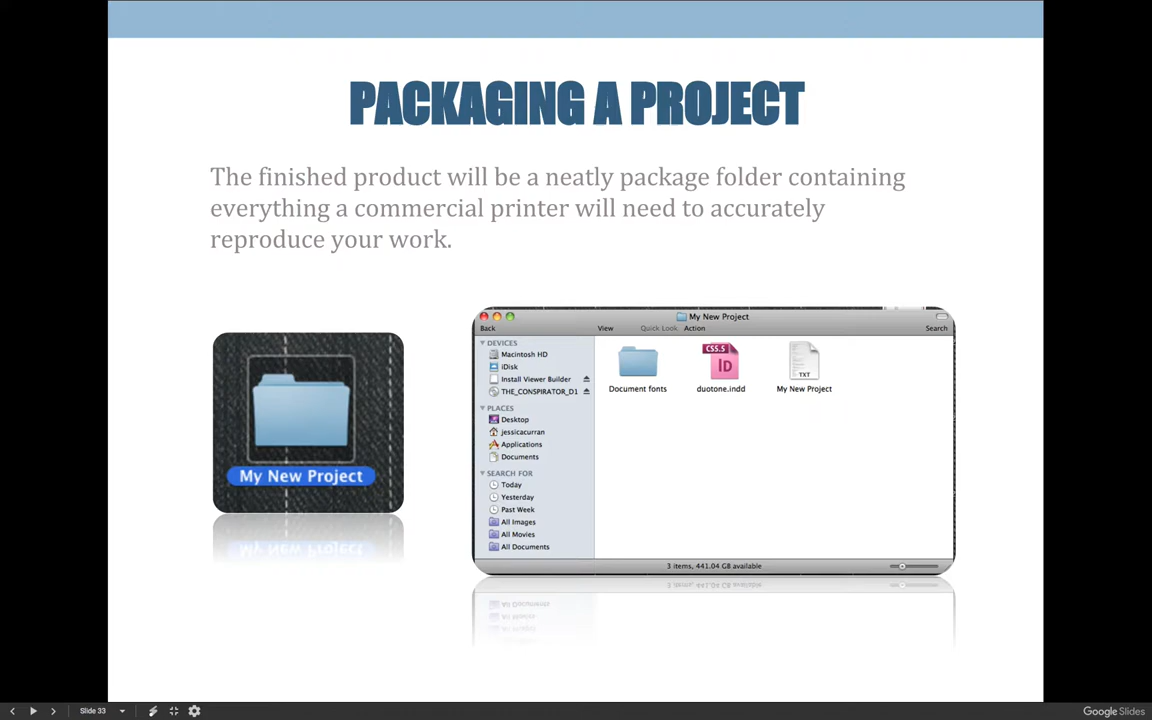 PACKAGING A PROJECT
The finished product will be a neatly package folder containing
everything a commercial printer will need to accurately
reproduce your work.
My New Project
My New Project
Back View Quick Look Action Search
DEVICES
Macintosh HD
iDisk
Install Viewer Builder
THE_CONSPIRATOR_D1
PLACES
Desktop
jessicacurran
Applications
Documents
SEARCH FOR
Today
Yesterday
Past Week
All Images
All Movies
All Documents
CS5.5
ID
TXT
Document fonts duotone.indd My New Project
3 items, 441.04 GB available
Slide 33
Google Slides